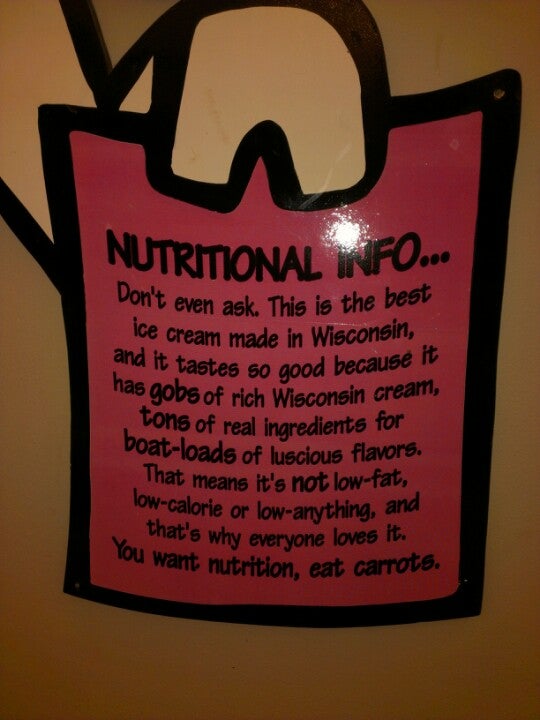 NUTRITIONAL INFO...
Don't even ask. This is the best
ice cream made in Wisconsin,
and it tastes so good because it
has gobs of rich Wisconsin cream,
tons of real ingredients for
boat-loads of luscious flavors.
That means it's not low-fat,
low-calorie or low-anything, and
that's why everyone loves it.
You want nutrition, eat carrots.